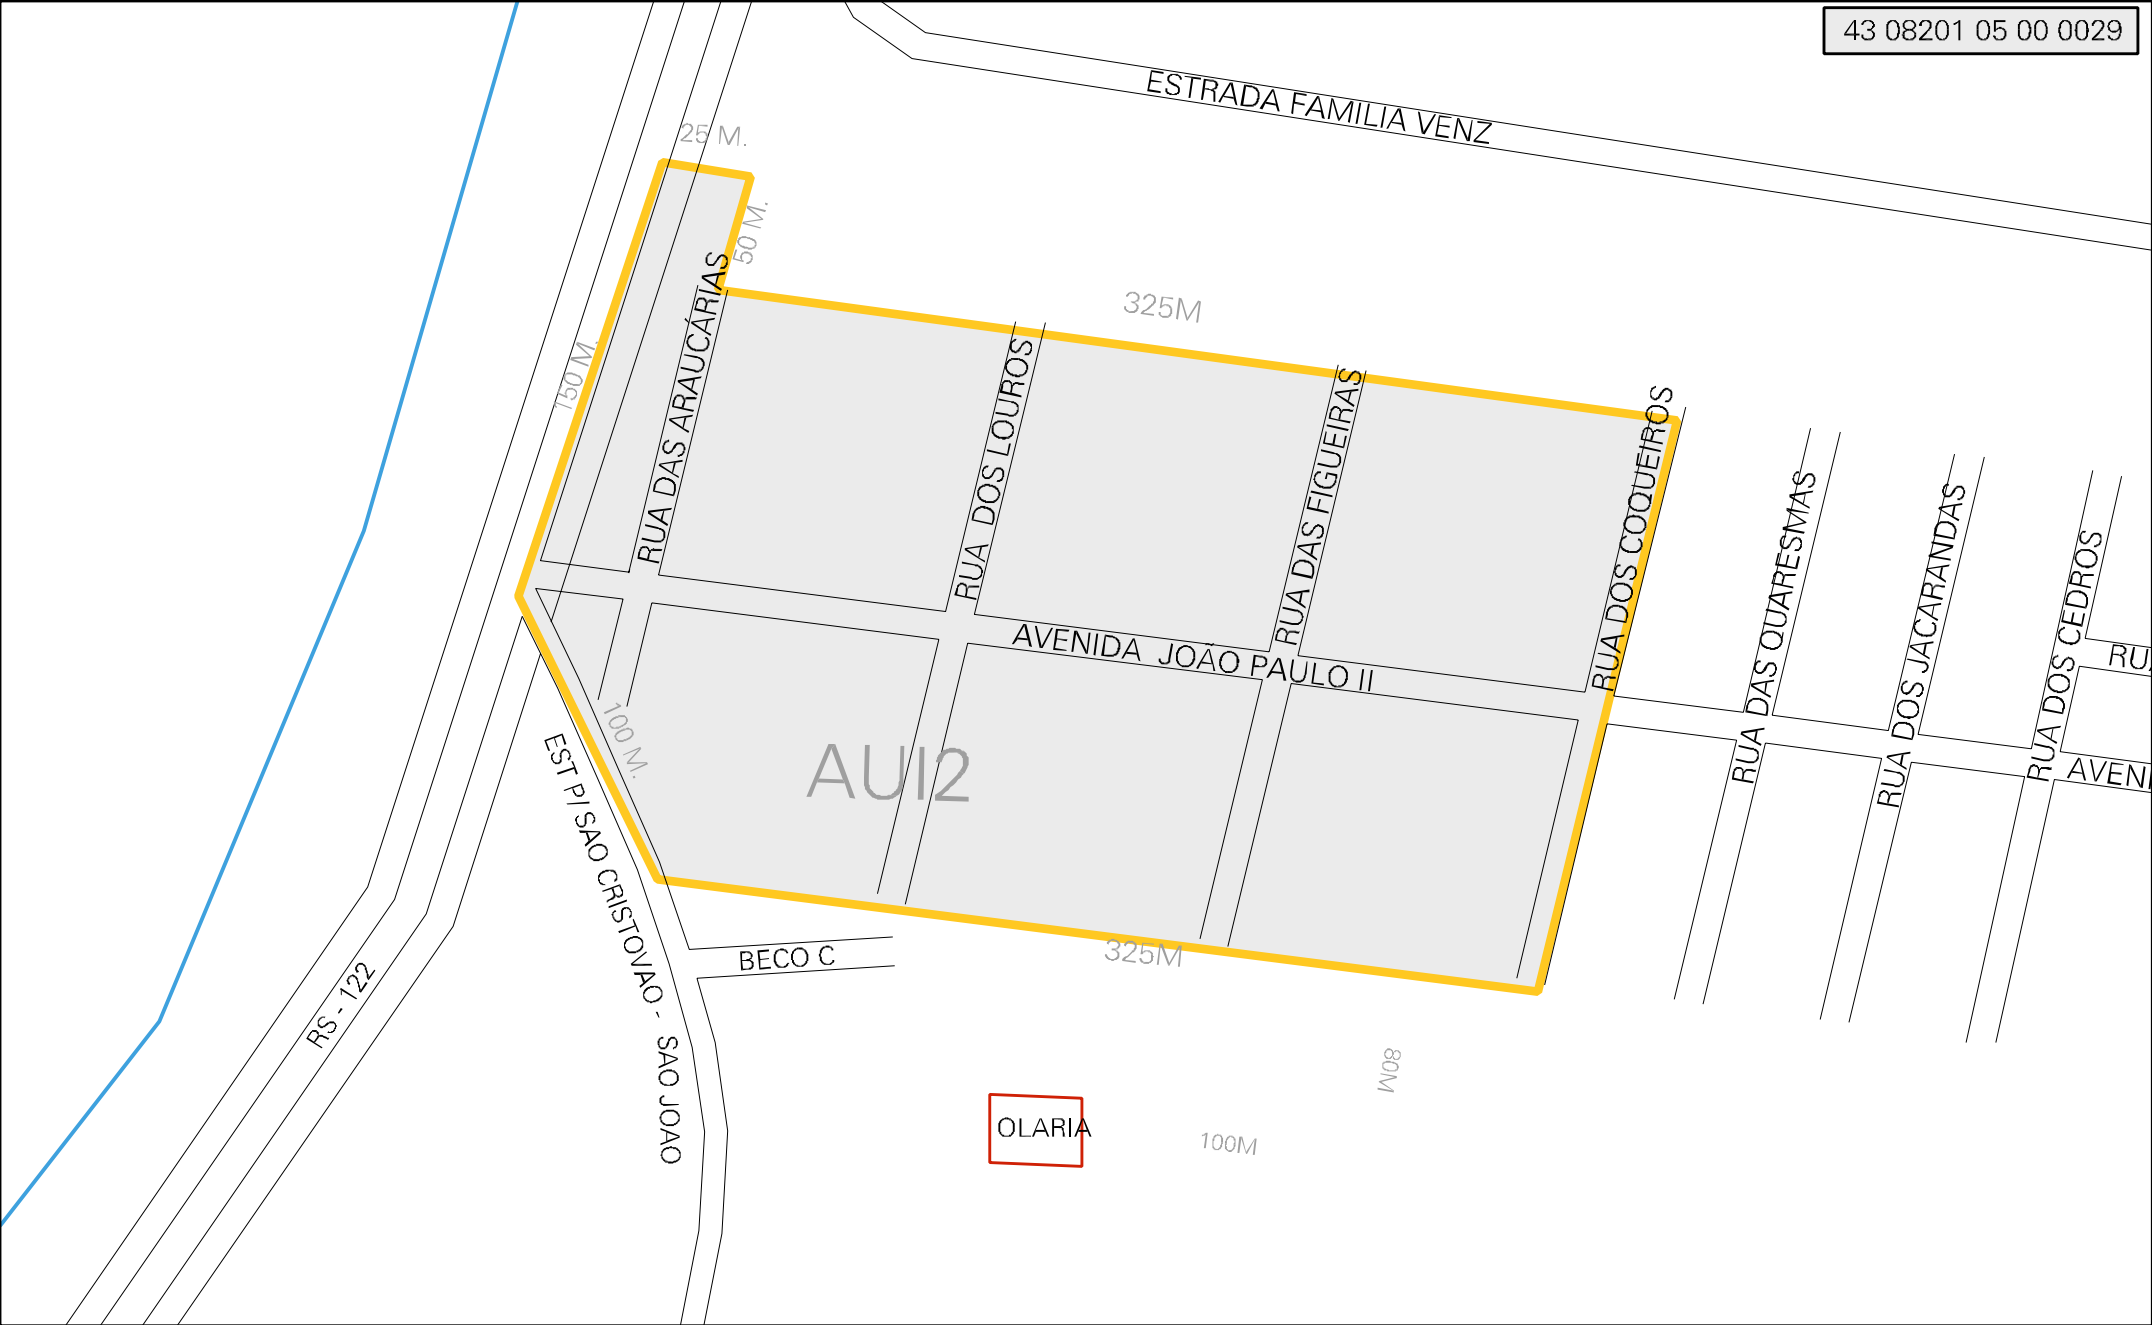 43 08201 05 00 0029
ESTRADA FAMILIA VENZ
25 M.
50 M.
325M
150 M.
RUA DAS ARAUCÁRIAS
RUA DOS LOUROS
RUA DAS FIGUEIRAS
RUA DOS COQUEIROS
RUA DAS QUARESMAS
RUA DOS JACARANDAS
RUA DOS CEDROS
RUA
AVENIDA JOÃO PAULO II
AVENI
100 M.
AUI2
EST P/ SAO CRISTOVAO - SAO JOAO
BECO C
325M
RS - 122
80M
OLARIA
100M